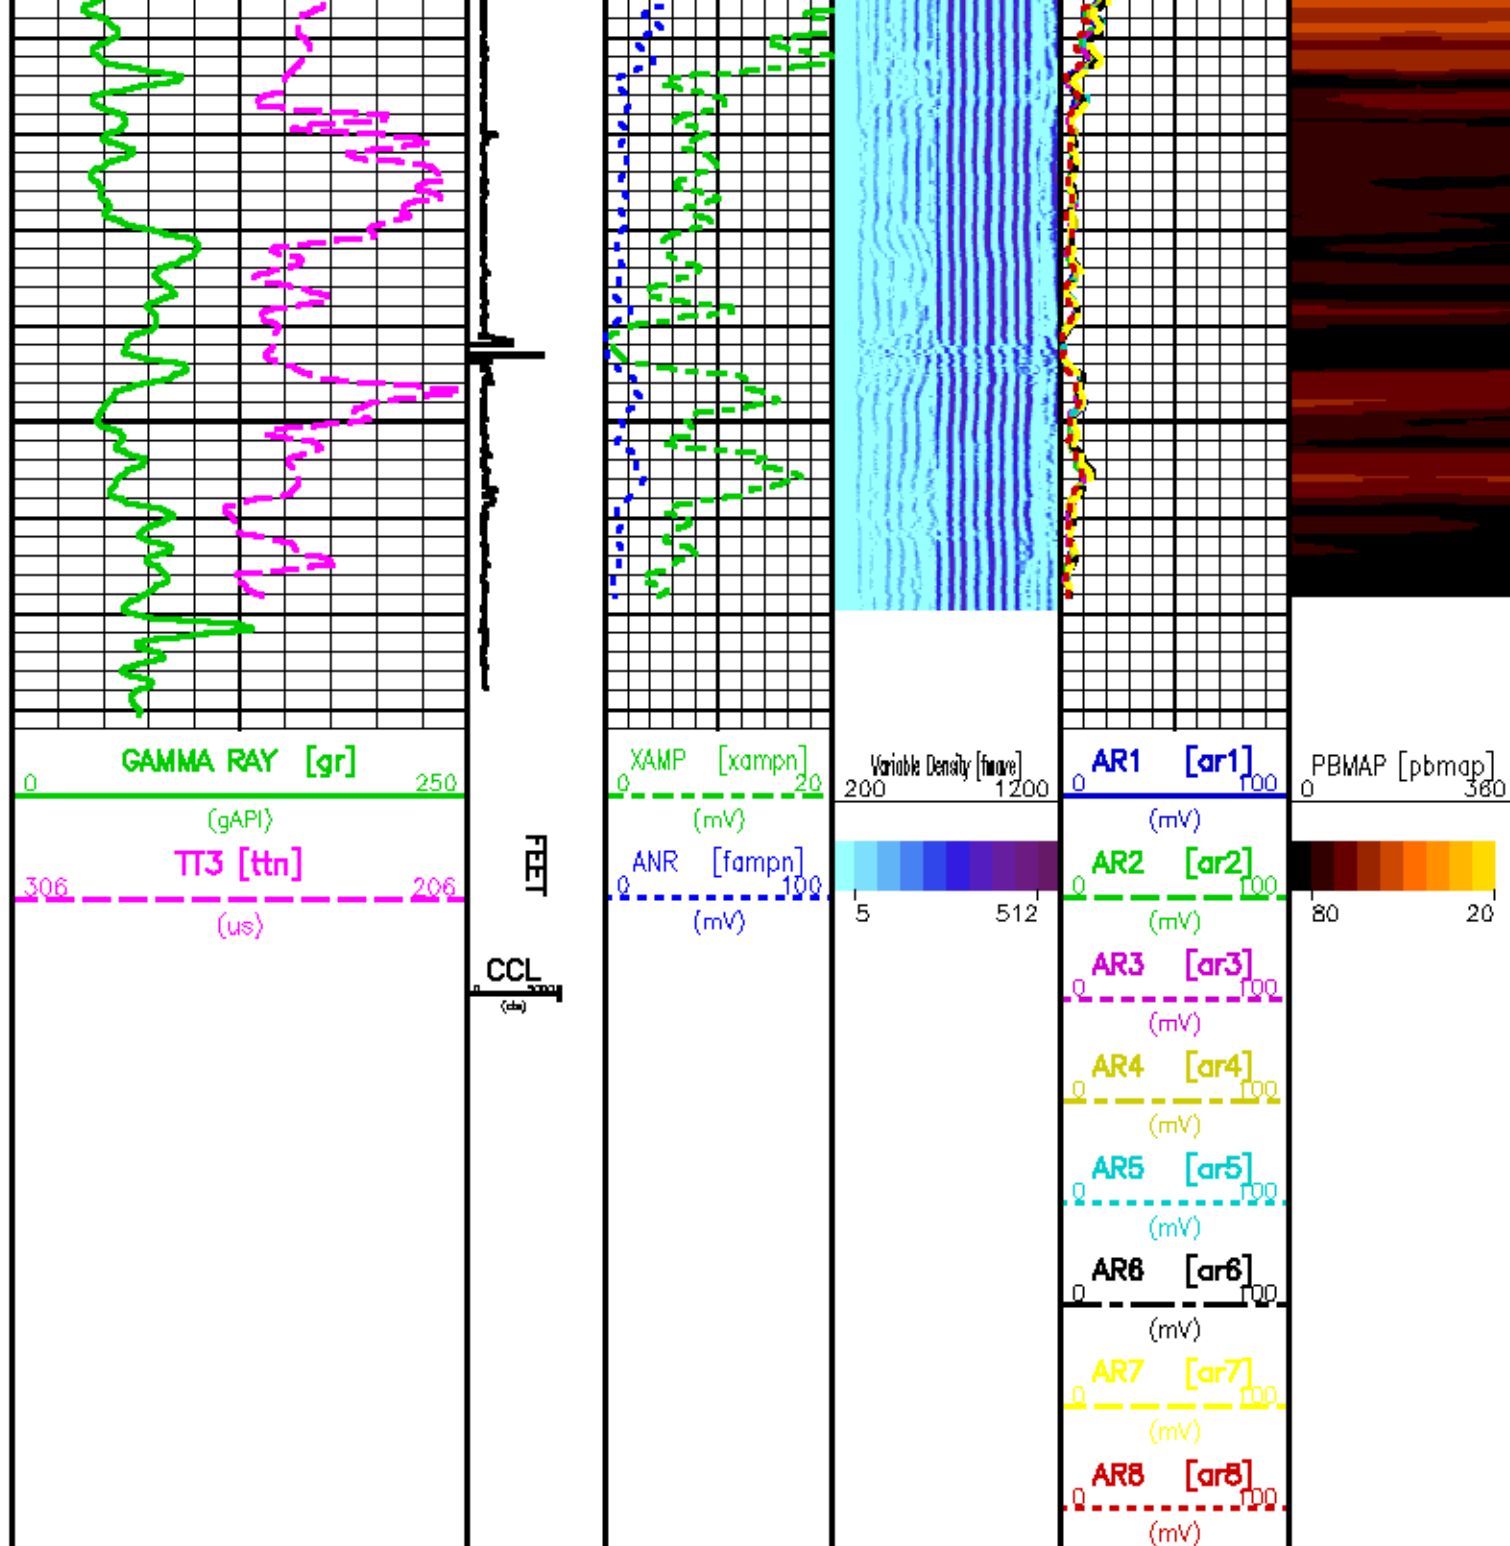 GAMMA RAY [gr]
0 250
(gAPI)
TT3 [ttn]
306 206
(us)
FEET
CCL
0
XAMP [xampn]
0 20
(mV)
ANR [fampn]
0 100
(mV)
Variable Density [fwave]
200 1200
5 512
AR1 [ar1]
0 100
(mV)
AR2 [ar2]
0 100
(mV)
AR3 [ar3]
0 100
(mV)
AR4 [ar4]
0 100
(mV)
AR5 [ar5]
0 100
(mV)
AR6 [ar6]
0 100
(mV)
AR7 [ar7]
0 100
(mV)
AR8 [ar8]
0 100
(mV)
PBMAP [pbmap]
0 360
80 20